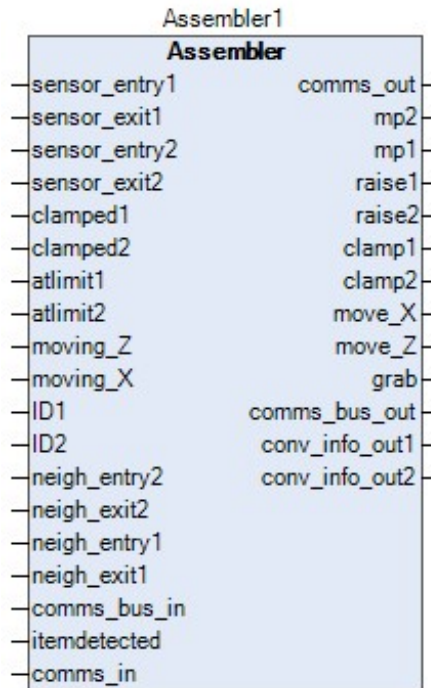 Assembler1
Assembler
sensor_entry1 comms_out
sensor_exit1 mp2
sensor_entry2 mp1
sensor_exit2 raise1
clamped1 raise2
clamped2 clamp1
atlimit1 clamp2
atlimit2 move_X
moving_Z move_Z
moving_X grab
ID1 comms_bus_out
ID2 conv_info_out1
neigh_entry2 conv_info_out2
neigh_exit2
neigh_entry1
neigh_exit1
comms_bus_in
itemdetected
comms_in